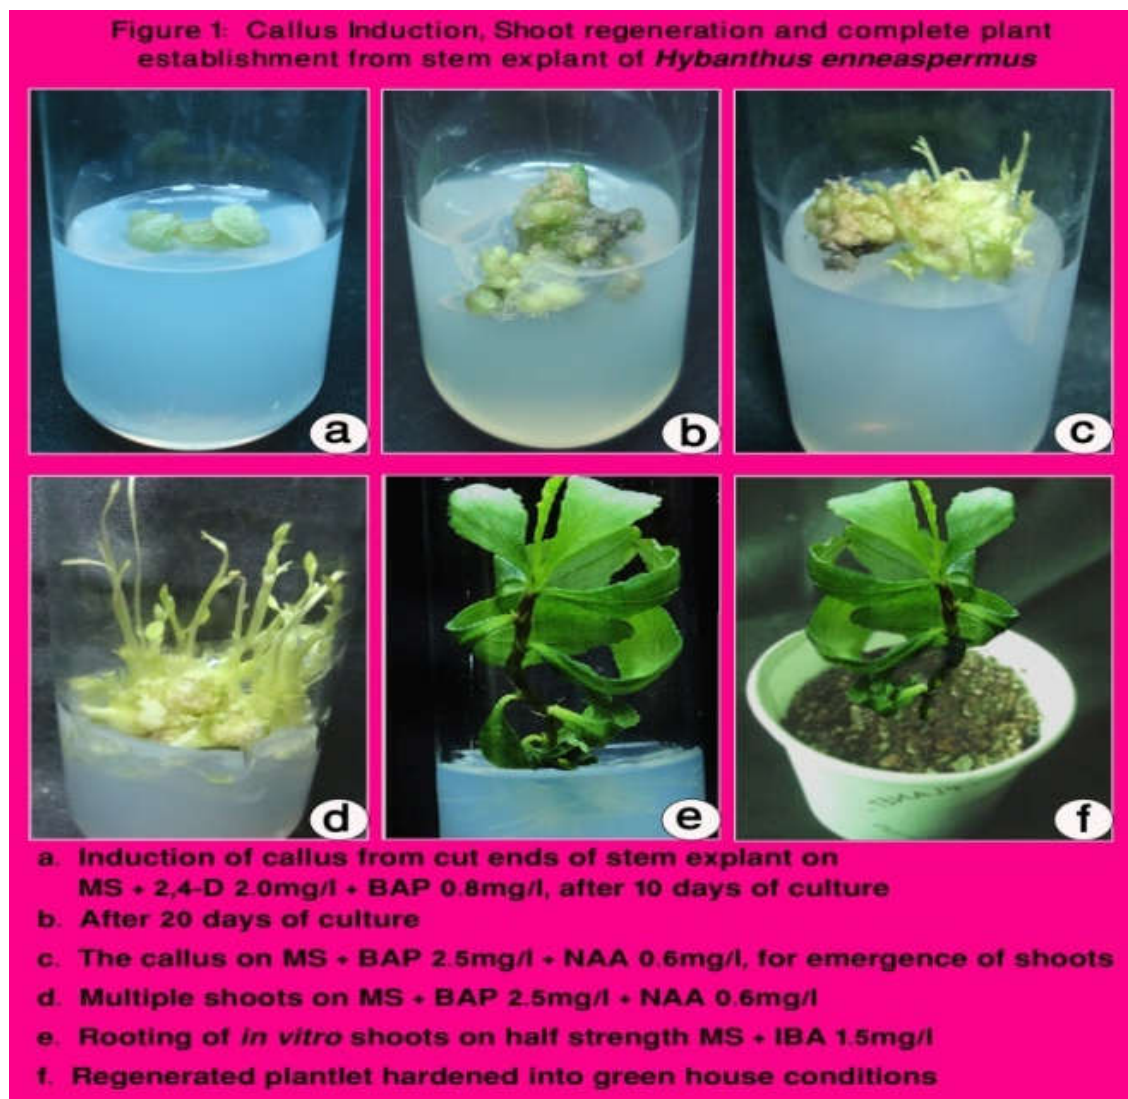 Figure 1: Callus Induction, Shoot regeneration and complete plant
establishment from stem explant of Hybanthus enneaspermus
a
b
c
d
e
f
a. Induction of callus from cut ends of stem explant on
MS + 2,4-D 2.0mg/l + BAP 0.8mg/l, after 10 days of culture
b. After 20 days of culture
c. The callus on MS + BAP 2.5mg/l + NAA 0.6mg/l, for emergence of shoots
d. Multiple shoots on MS + BAP 2.5mg/l + NAA 0.6mg/l
e. Rooting of in vitro shoots on half strength MS + IBA 1.5mg/l
f. Regenerated plantlet hardened into green house conditions